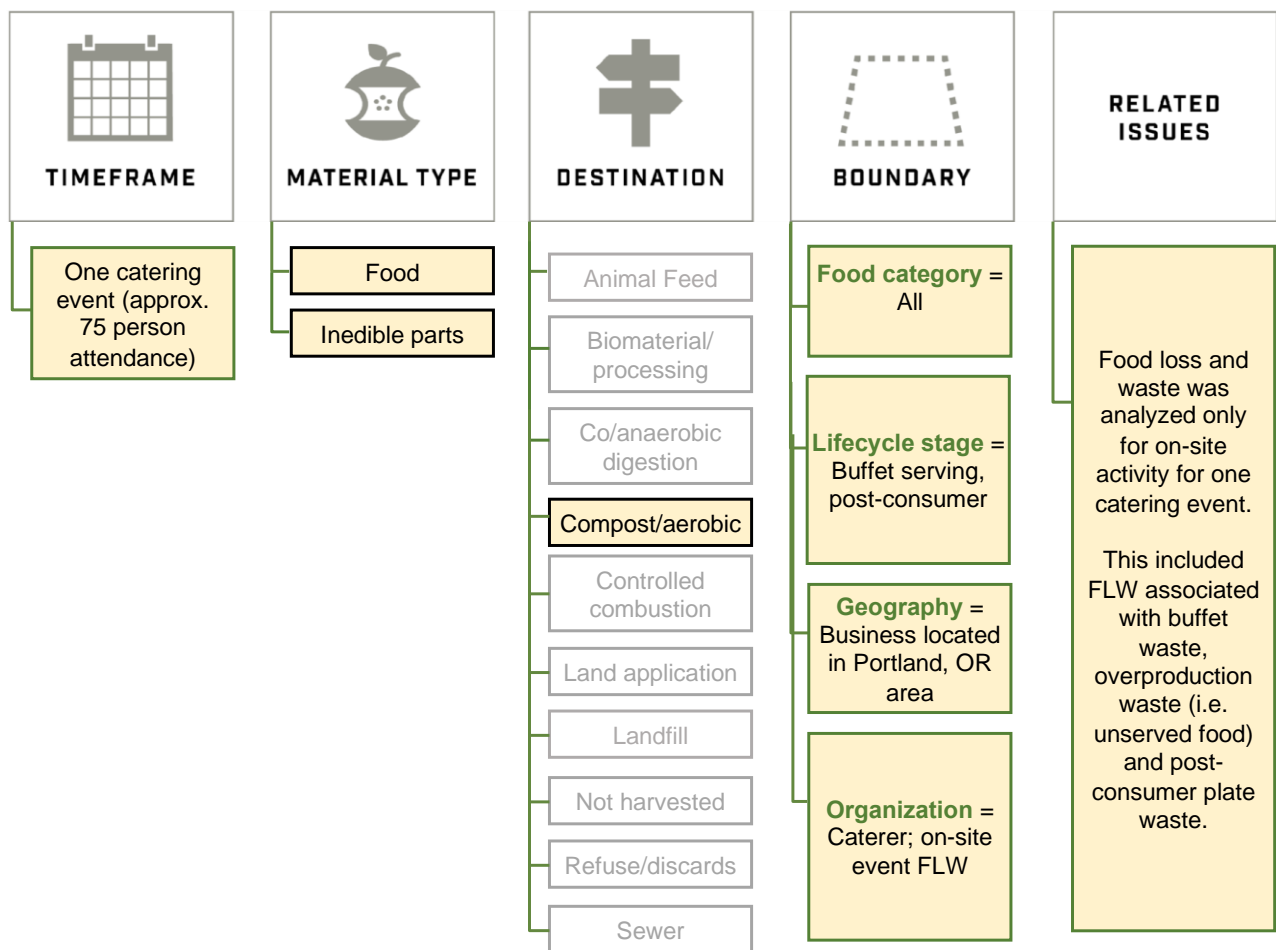 TIMEFRAME
One catering
event (approx.
75 person
attendance)
MATERIAL TYPE
Food
Inedible parts
DESTINATION
Animal Feed
Biomaterial/
processing
Co/anaerobic
digestion
Compost/aerobic
Controlled
combustion
Land application
Landfill
Not harvested
Refuse/discards
Sewer
BOUNDARY
Food category =
All
Lifecycle stage =
Buffet serving,
post-consumer
Geography =
Business located
in Portland, OR
area
Organization =
Caterer; on-site
event FLW
RELATED
ISSUES
Food loss and
waste was
analyzed only
for on-site
activity for one
catering event.
This included
FLW associated
with buffet
waste,
overproduction
waste (i.e.
unserved food)
and post-
consumer plate
waste.